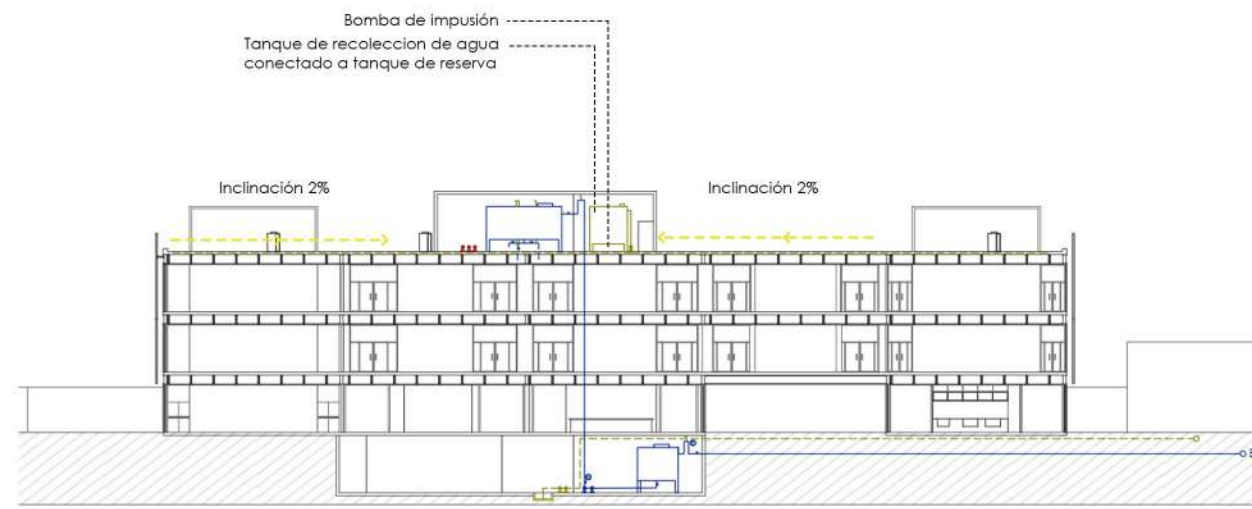 Bomba de impusión
Tanque de recoleccion de agua
conectado a tanque de reserva
Inclinación 2%
Inclinación 2%